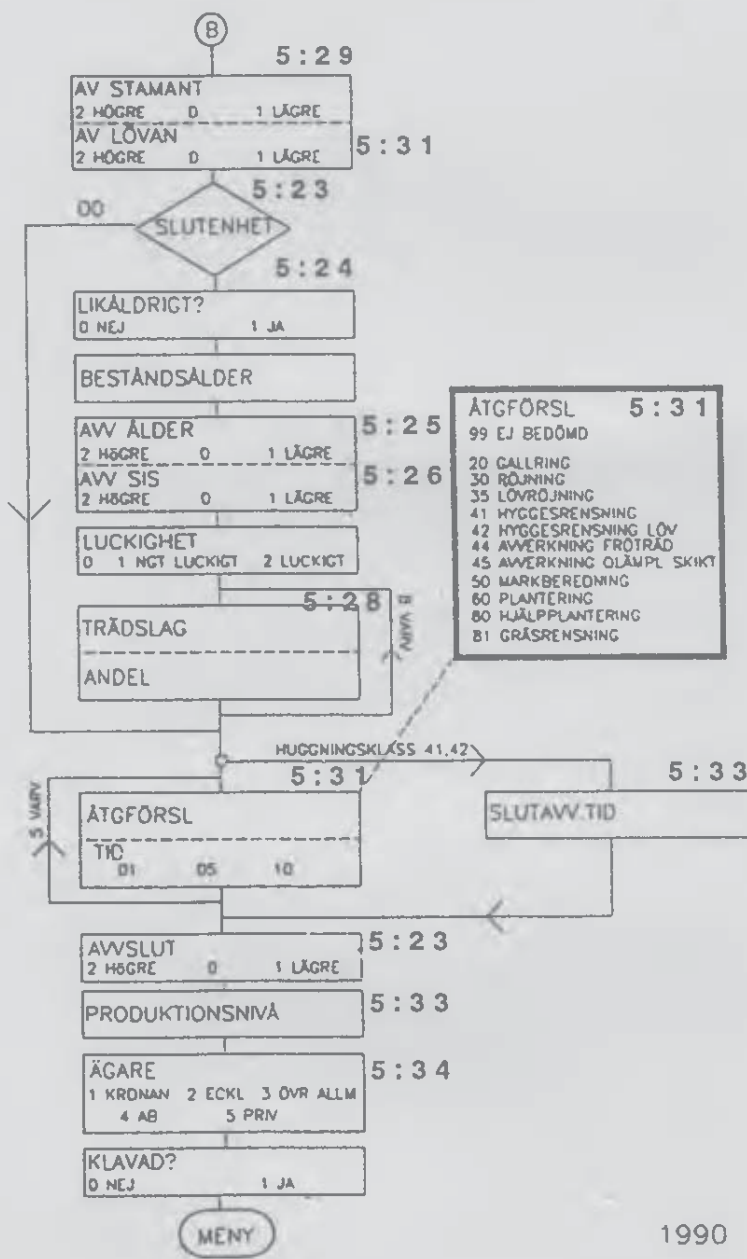 B
5:29
AV STAMANT
2 HÖGRE 0 1 LÄGRE
AV LÖVAN
2 HÖGRE 0 1 LÄGRE
5:31
5:23
00
SLUTENHET
5:24
LIKÅLDRIGT?
0 NEJ 1 JA
BESTÅNDSÅLDER
AVV ÅLDER
5:25
2 HöGRE 0 1 LÄGRE
AVV SIS
5:26
2 HöGRE 0 1 LÄGRE
LUCKIGHET
0 1 NGT LUCKIGT 2 LUCKIGT
5:28
TRÄDSLAG
ANDEL
8 VARV
ÅTGFÖRSL 5:31
99 EJ BEDÖMD
20 GALLRING
30 RÖJNING
35 LÖVRÖJNING
41 HYGGESRENSNING
42 HYGGESRENSNING LÖV
44 AVVERKNING FRÖTRÄD
45 AVVERKNING OLÄMPL SKIKT
50 MARKBEREDNING
60 PLANTERING
80 HJÄLPPLANTERING
81 GRÄSRENSNING
HUGGNINGSKLASS 41,42
5:31
5 VARV
ÅTGFÖRSL
TID
01 05 10
5:33
SLUTAVV.TID
AVVSLUT
5:23
2 HöGRE 0 1 LÄGRE
PRODUKTIONSNIVÅ
5:33
ÄGARE
5:34
1 KRONAN 2 ECKL 3 ÖVR ALLM
4 AB 5 PRIV
KLAVAD?
0 NEJ 1 JA
MENY
1990